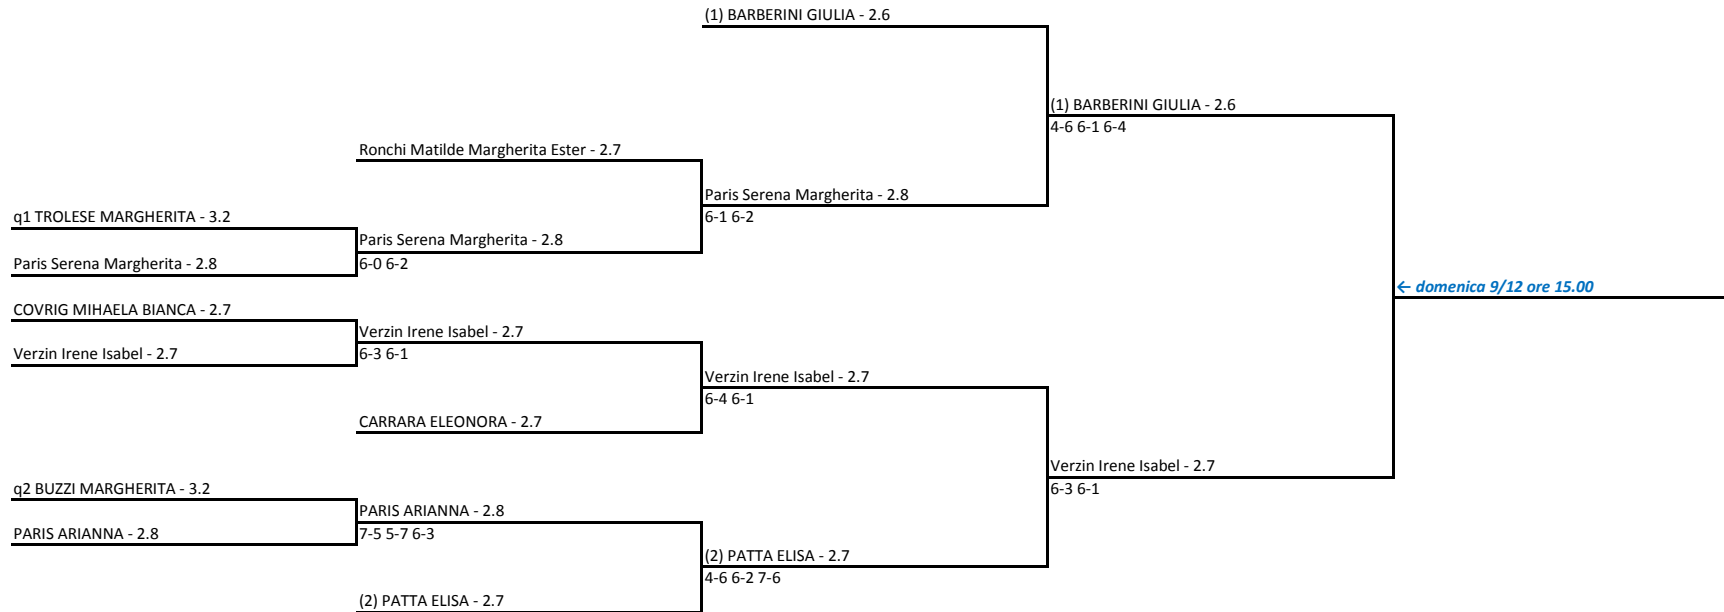 (1) BARBERINI GIULIA - 2.6
(1) BARBERINI GIULIA - 2.6
4-6 6-1 6-4
Ronchi Matilde Margherita Ester - 2.7
Paris Serena Margherita - 2.8
6-1 6-2
q1 TROLESE MARGHERITA - 3.2
Paris Serena Margherita - 2.8
6-0 6-2
Paris Serena Margherita - 2.8
← domenica 9/12 ore 15.00
COVRIG MIHAELA BIANCA - 2.7
Verzin Irene Isabel - 2.7
6-3 6-1
Verzin Irene Isabel - 2.7
Verzin Irene Isabel - 2.7
6-4 6-1
CARRARA ELEONORA - 2.7
Verzin Irene Isabel - 2.7
6-3 6-1
q2 BUZZI MARGHERITA - 3.2
PARIS ARIANNA - 2.8
7-5 5-7 6-3
PARIS ARIANNA - 2.8
(2) PATTA ELISA - 2.7
4-6 6-2 7-6
(2) PATTA ELISA - 2.7